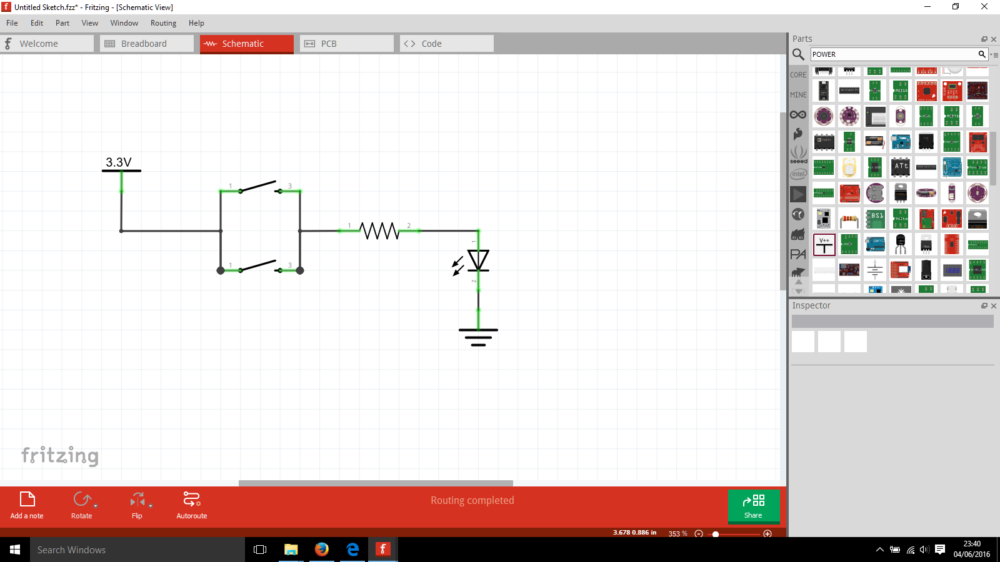 Untitled Sketch.fzz* - Fritzing - [Schematic View]
File Edit Part View Window Routing Help
Welcome Breadboard Schematic PCB Code
Parts
POWER
CORE
MINE
seeed
intel
PA
ATt
BS1
V++
3.3V
1 3
1 2
1
1 3
2
Inspector
fritzing
Add a note Rotate Flip Autoroute
Routing completed
Share
3.678 0.886 in 353 %
Search Windows
23:40
04/06/2016